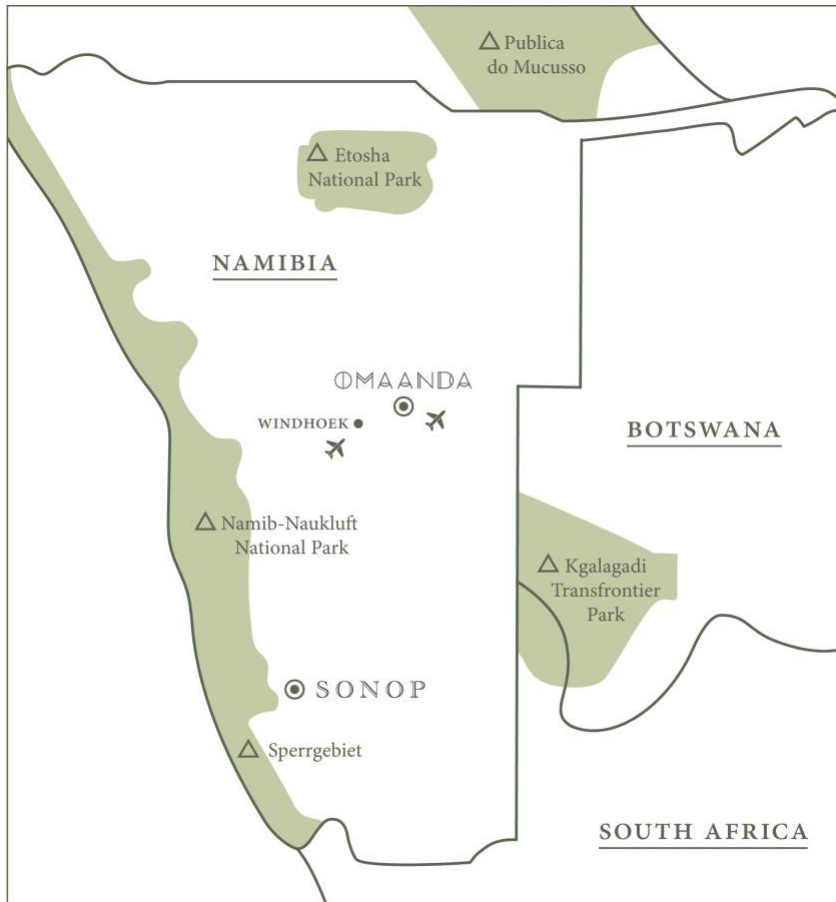 Publica
do Mucusso
Etosha
National Park
NAMIBIA
OMAANDA
WINDHOEK
BOTSWANA
Namib-Naukluft
National Park
Kgalagadi
Transfrontier
Park
SONOP
Sperrgebiet
SOUTH AFRICA